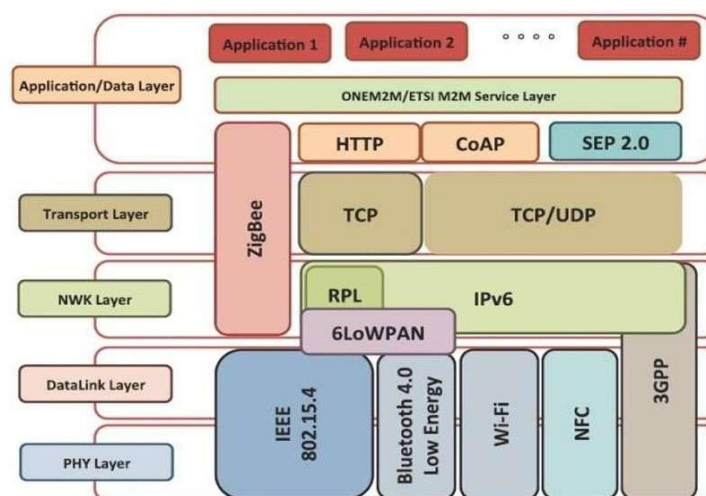 Application 1
Application 2
Application #
Application/Data Layer
ONEM2M/ETSI M2M Service Layer
HTTP
CoAP
SEP 2.0
ZigBee
Transport Layer
TCP
TCP/UDP
NWK Layer
RPL
IPv6
6LoWPAN
DataLink Layer
IEEE
802.15.4
Bluetooth 4.0
Low Energy
Wi-Fi
NFC
3GPP
PHY Layer